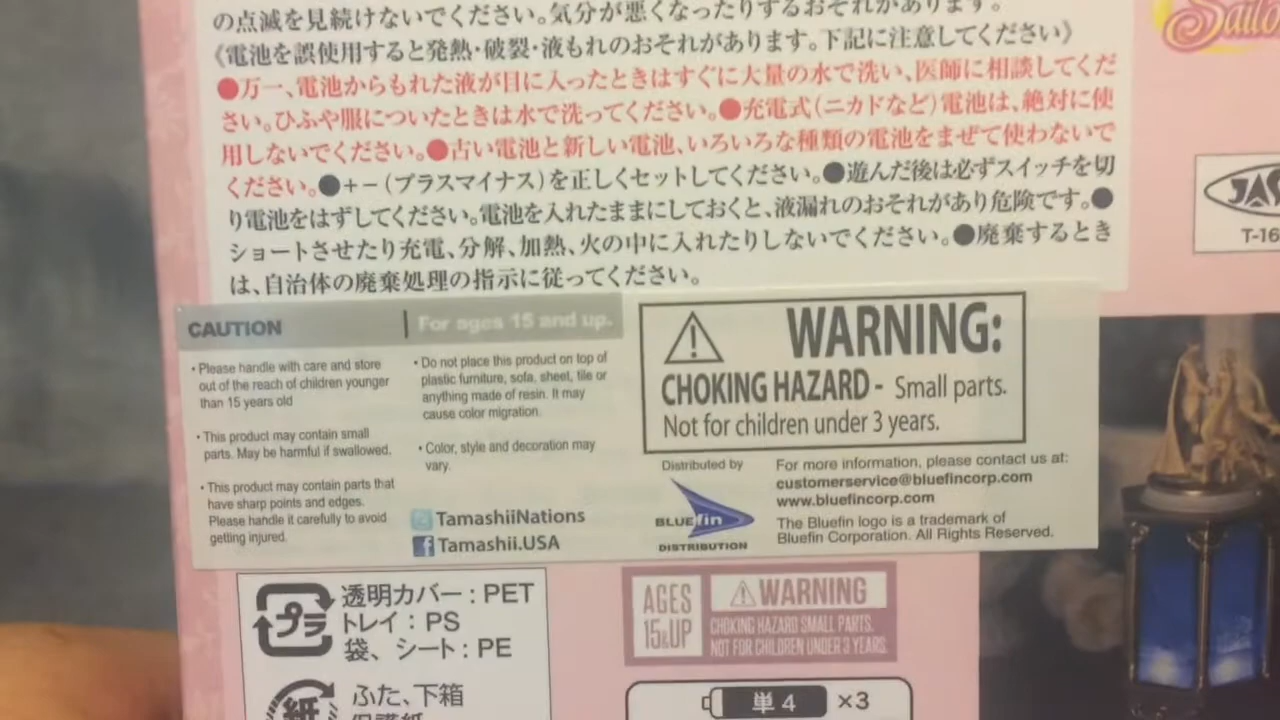 の点滅を見続けないでください。気分が悪くなったりするおそれがあります。
《電池を誤使用すると発熱・破裂・液もれのおそれがあります。下記に注意してください》
●万一、電池からもれた液が目に入ったときはすぐに大量の水で洗い、医師に相談してくだ
さい。ひふや服についたときは水で洗ってください。●充電式(ニカドなど)電池は、絶対に使
用しないでください。●古い電池と新しい電池、いろいろな種類の電池をまぜて使わないで
ください。●+−(プラスマイナス)を正しくセットしてください。●遊んだ後は必ずスイッチを切
り電池をはずしてください。電池を入れたままにしておくと、液漏れのおそれがあり危険です。●
ショートさせたり充電、分解、加熱、火の中に入れたりしないでください。●廃棄するとき
は、自治体の廃棄処理の指示に従ってください。
Sailo
JAS
T-16
CAUTION
For ages 15 and up.
• Please handle with care and store
out of the reach of children younger
than 15 years old
• This product may contain small
parts. May be harmful if swallowed.
• This product may contain parts that
have sharp points and edges.
Please handle it carefully to avoid
getting injured.
• Do not place this product on top of
plastic furniture, sofa, sheet, tile or
anything made of resin. It may
cause color migration.
• Color, style and decoration may
vary.
TamashiiNations
f Tamashii.USA
WARNING:
CHOKING HAZARD - Small parts.
Not for children under 3 years.
Distributed by
BLUEfin
DISTRIBUTION
For more information, please contact us at:
customerservice@bluefincorp.com
www.bluefincorp.com
The Bluefin logo is a trademark of
Bluefin Corporation. All Rights Reserved.
プラ
透明カバー：PET
トレイ：PS
袋、シート：PE
紙
ふた、下箱
AGES
15&UP
WARNING
CHOKING HAZARD SMALL PARTS.
NOT FOR CHILDREN UNDER 3 YEARS.
単4 ×3